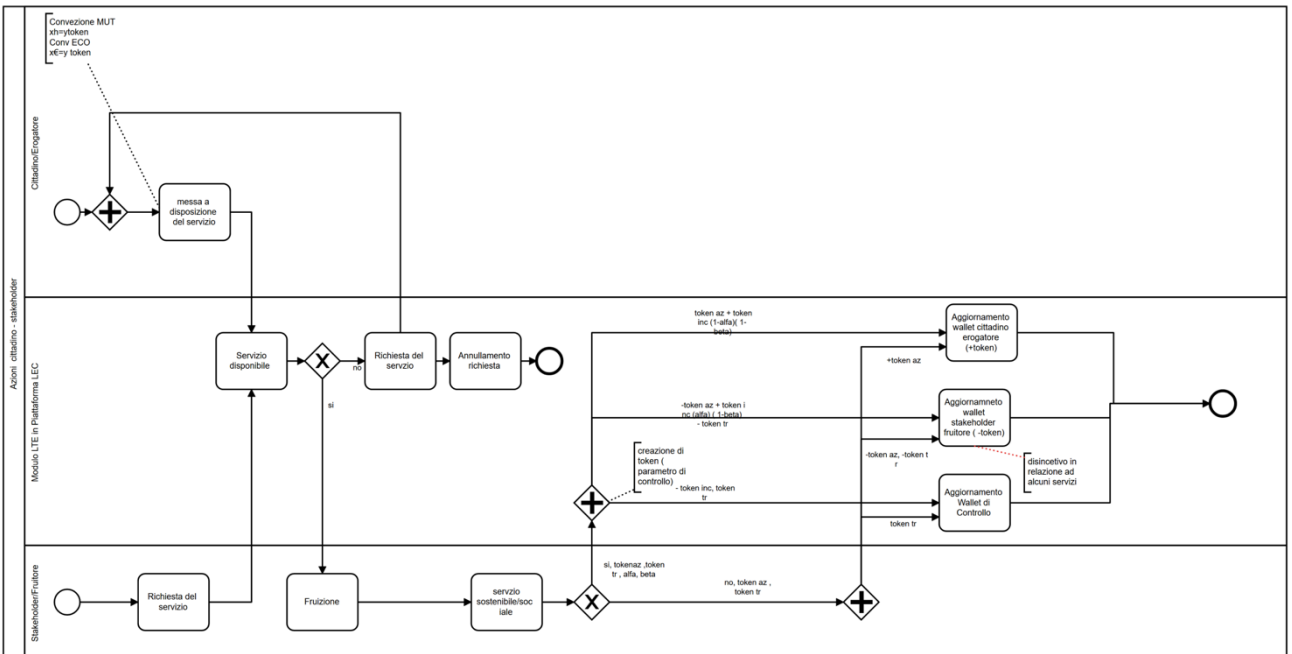 Azioni cittadino - stakeholder
Cittadino/Erogatore
Convezione MUT
xh=ytoken
Conv ECO
x€=y token
messa a
disposizione
del servizio
Modulo LTE in Piattaforma LEC
Servizio
disponibile
no
si
Richiesta del
servzio
Annullamento
richiesta
token az + token
inc (1-alfa)( 1-
beta)
Aggiornamento
wallet cittadino
erogatore
(+token)
+token az
-token az + token i
nc (alfa) ( 1-beta)
- token tr
Aggiornamneto
wallet
stakeholder
fruitore ( -token)
creazione di
token (
parametro di
controllo)
-token az, -token t
r
disincetivo in
relazione ad
alcuni servizi
- token inc, token
tr
Aggiornamento
Wallet di
Controllo
token tr
Stakeholder/Fruitore
Richiesta del
servizio
Fruizione
servzio
sostenibile/soc
iale
si, tokenaz ,token
tr , alfa, beta
no, token az ,
token tr